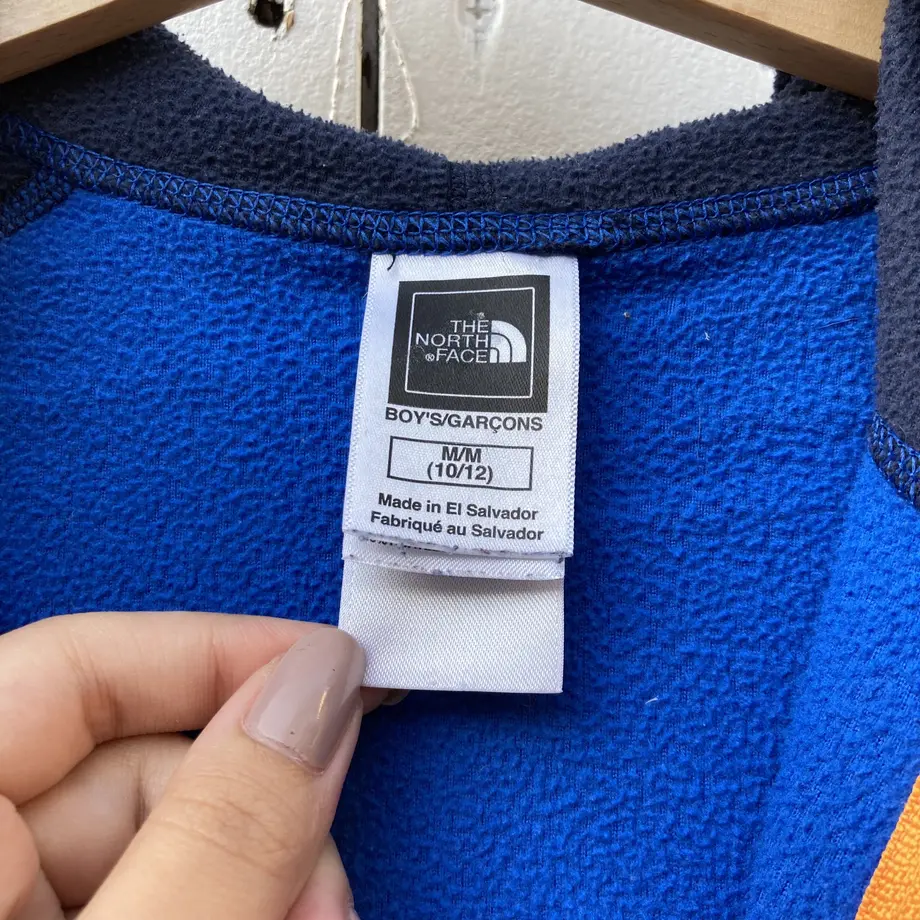 THE
NORTH
®FACE
BOY'S/GARÇONS
M/M
(10/12)
Made in El Salvador
Fabriqué au Salvador